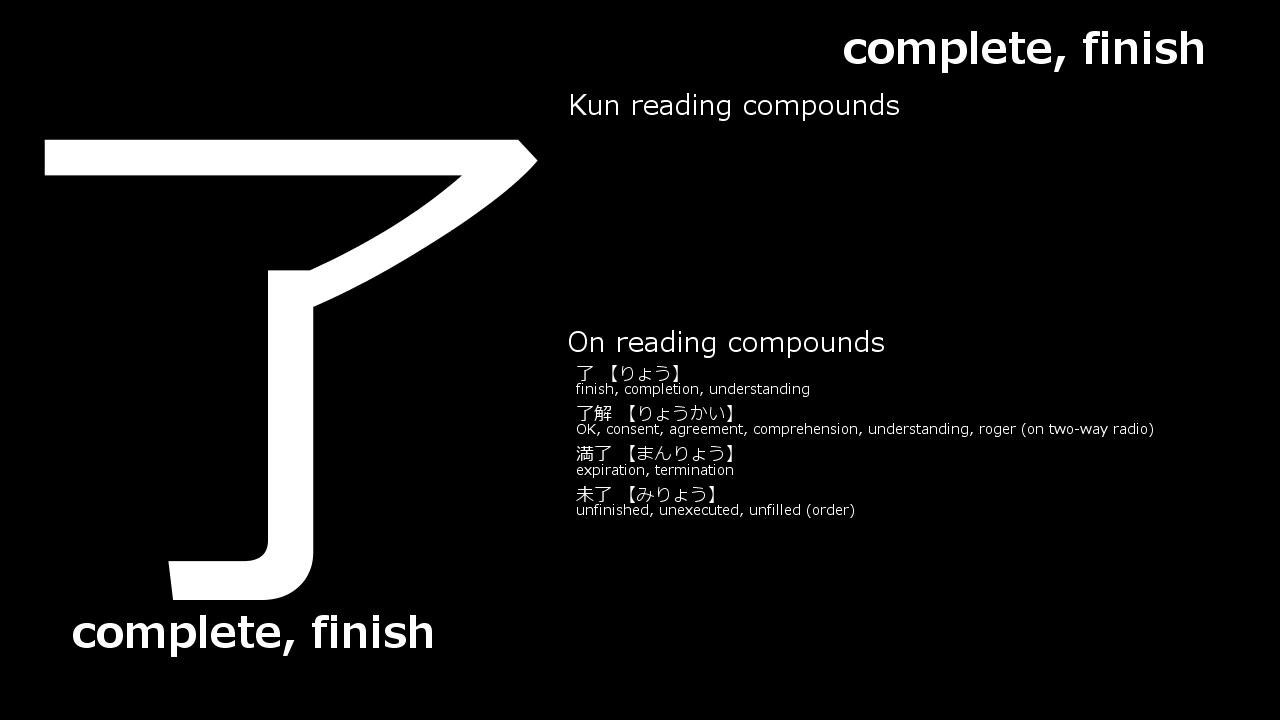 了
complete, finish
complete, finish
Kun reading compounds
On reading compounds
了 【りょう】
finish, completion, understanding
了解 【りょうかい】
OK, consent, agreement, comprehension, understanding, roger (on two-way radio)
満了 【まんりょう】
expiration, termination
未了 【みりょう】
unfinished, unexecuted, unfilled (order)